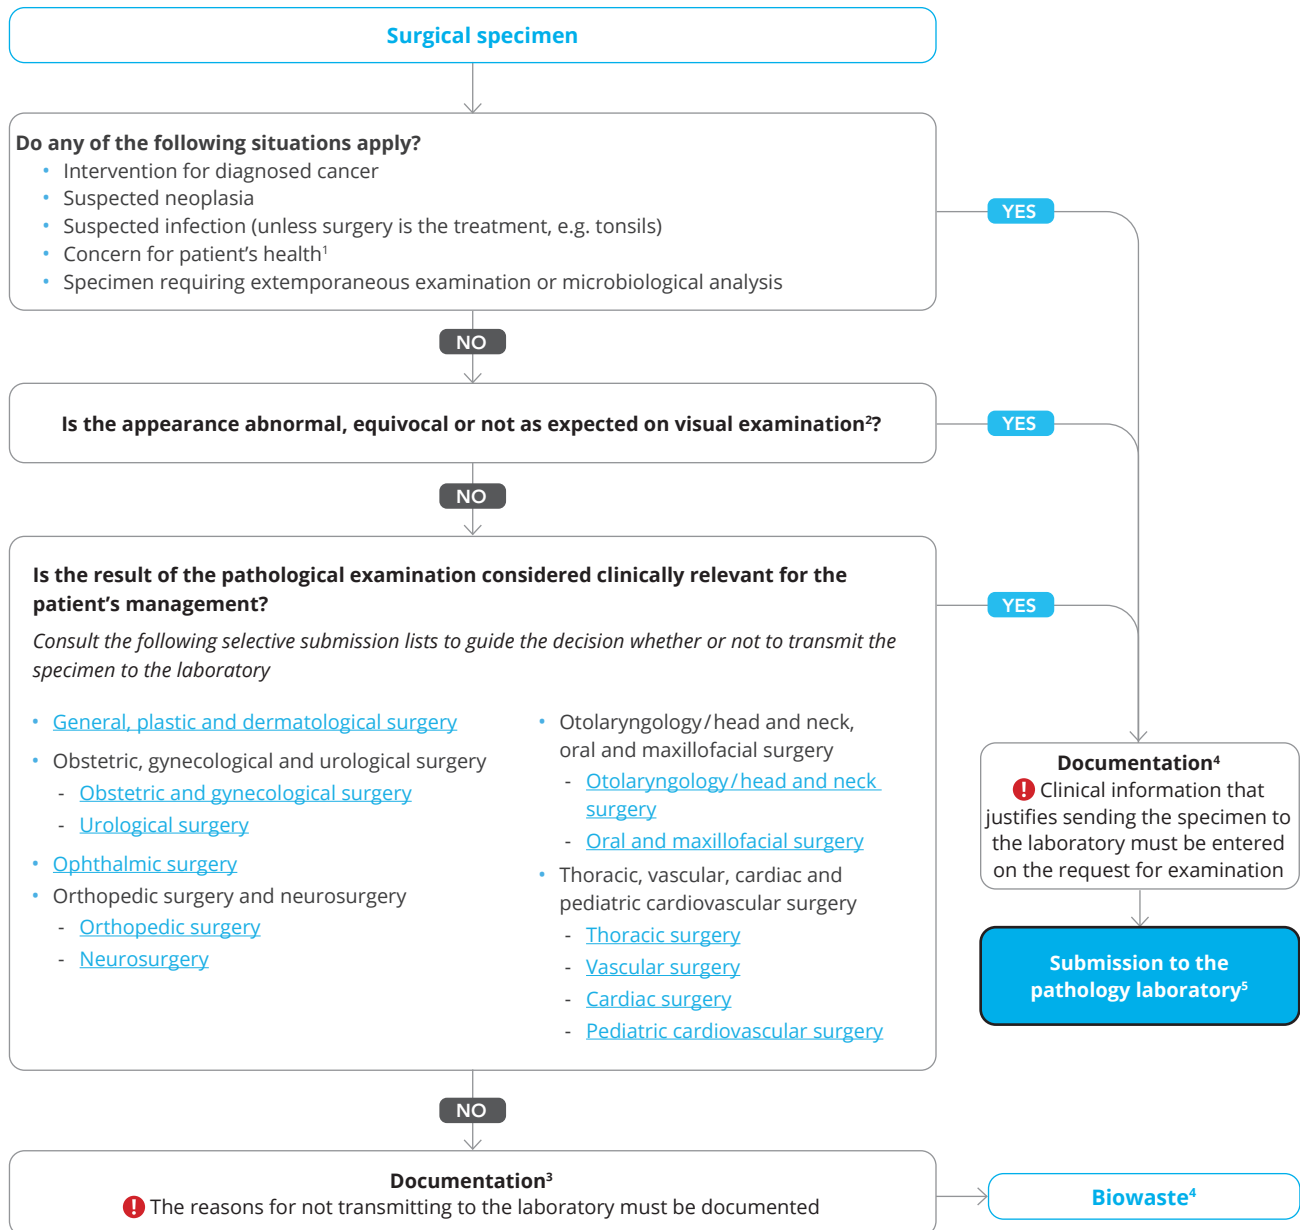 Surgical specimen
Do any of the following situations apply?
• Intervention for diagnosed cancer
• Suspected neoplasia
• Suspected infection (unless surgery is the treatment, e.g. tonsils)
• Concern for patient’s health¹
• Specimen requiring extemporaneous examination or microbiological analysis
YES
NO
Is the appearance abnormal, equivocal or not as expected on visual examination²?
YES
NO
Is the result of the pathological examination considered clinically relevant for the
patient’s management?
Consult the following selective submission lists to guide the decision whether or not to transmit the
specimen to the laboratory
• General, plastic and dermatological surgery
• Obstetric, gynecological and urological surgery
- Obstetric and gynecological surgery
- Urological surgery
• Ophthalmic surgery
• Orthopedic surgery and neurosurgery
- Orthopedic surgery
- Neurosurgery
• Otolaryngology/head and neck,
oral and maxillofacial surgery
- Otolaryngology/head and neck
surgery
- Oral and maxillofacial surgery
• Thoracic, vascular, cardiac and
pediatric cardiovascular surgery
- Thoracic surgery
- Vascular surgery
- Cardiac surgery
- Pediatric cardiovascular surgery
YES
Documentation⁴
! Clinical information that
justifies sending the specimen to
the laboratory must be entered
on the request for examination
Submission to the
pathology laboratory⁵
NO
Documentation³
! The reasons for not transmitting to the laboratory must be documented
Biowaste⁴